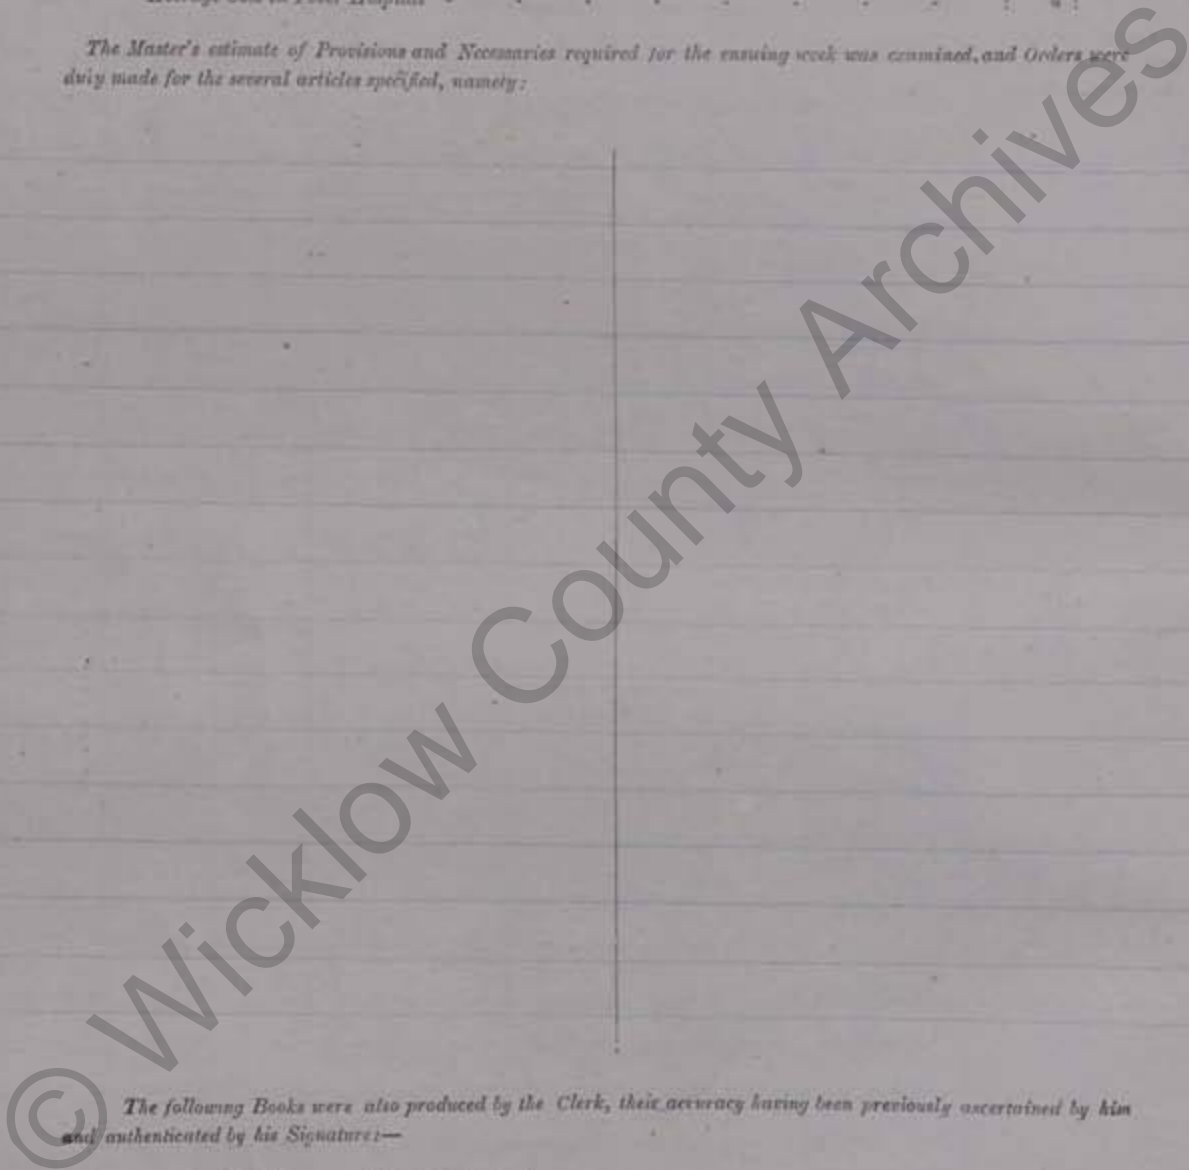 The Master's estimate of Provisions and Necessaries required for the ensuing week was examined, and Orders were
duly made for the several articles specified, namely:
The following Books were also produced by the Clerk, their accuracy having been previously ascertained by him
and authenticated by his Signature:—
© Wicklow County Archives